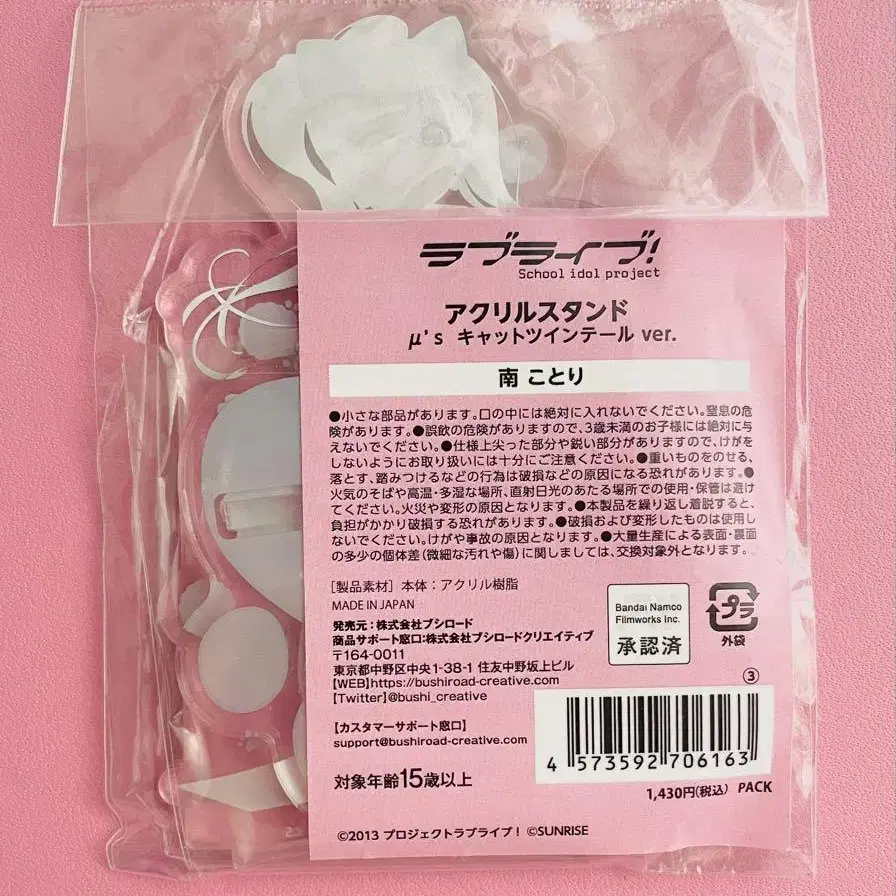 ラブライブ!
School idol project
アクリルスタンド
μ's キャットツインテール ver.
南 ことり
●小さな部品があります。口の中には絶対に入れないでください。窒息の危
険があります。●誤飲の危険がありますので、3歳未満のお子様には絶対に与
えないでください。●仕様上尖った部分や鋭い部分がありますので、けがを
しないようにお取り扱いには十分にご注意ください。●重いものをのせる、
落とす、踏みつけるなどの行為は破損などの原因になる恐れがあります。●
火気のそばや高温・多湿な場所、直射日光のあたる場所での使用・保管は避け
てください。火災や変形の原因となります。●本製品を繰り返し着脱すると、
負担がかかり破損する恐れがあります。●破損および変形したものは使用し
ないでください。けがや事故の原因となります。●大量生産による表面・裏面
の多少の個体差(微細な汚れや傷)に関しましては、交換対象外となります。
[製品素材] 本体:アクリル樹脂
MADE IN JAPAN
発売元:株式会社ブシロード
商品サポート窓口:株式会社ブシロードクリエイティブ
〒164-0011
東京都中野区中央1-38-1 住友中野坂上ビル
【WEB】https://bushiroad-creative.com
【Twitter】@bushi_creative
【カスタマーサポート窓口】
support@bushiroad-creative.com
対象年齢15歳以上
Bandai Namco
Filmworks Inc.
承認済
プラ
外袋
③
4 573592 706163
1,430円(税込) PACK
©2013 プロジェクトラブライブ! ©SUNRISE